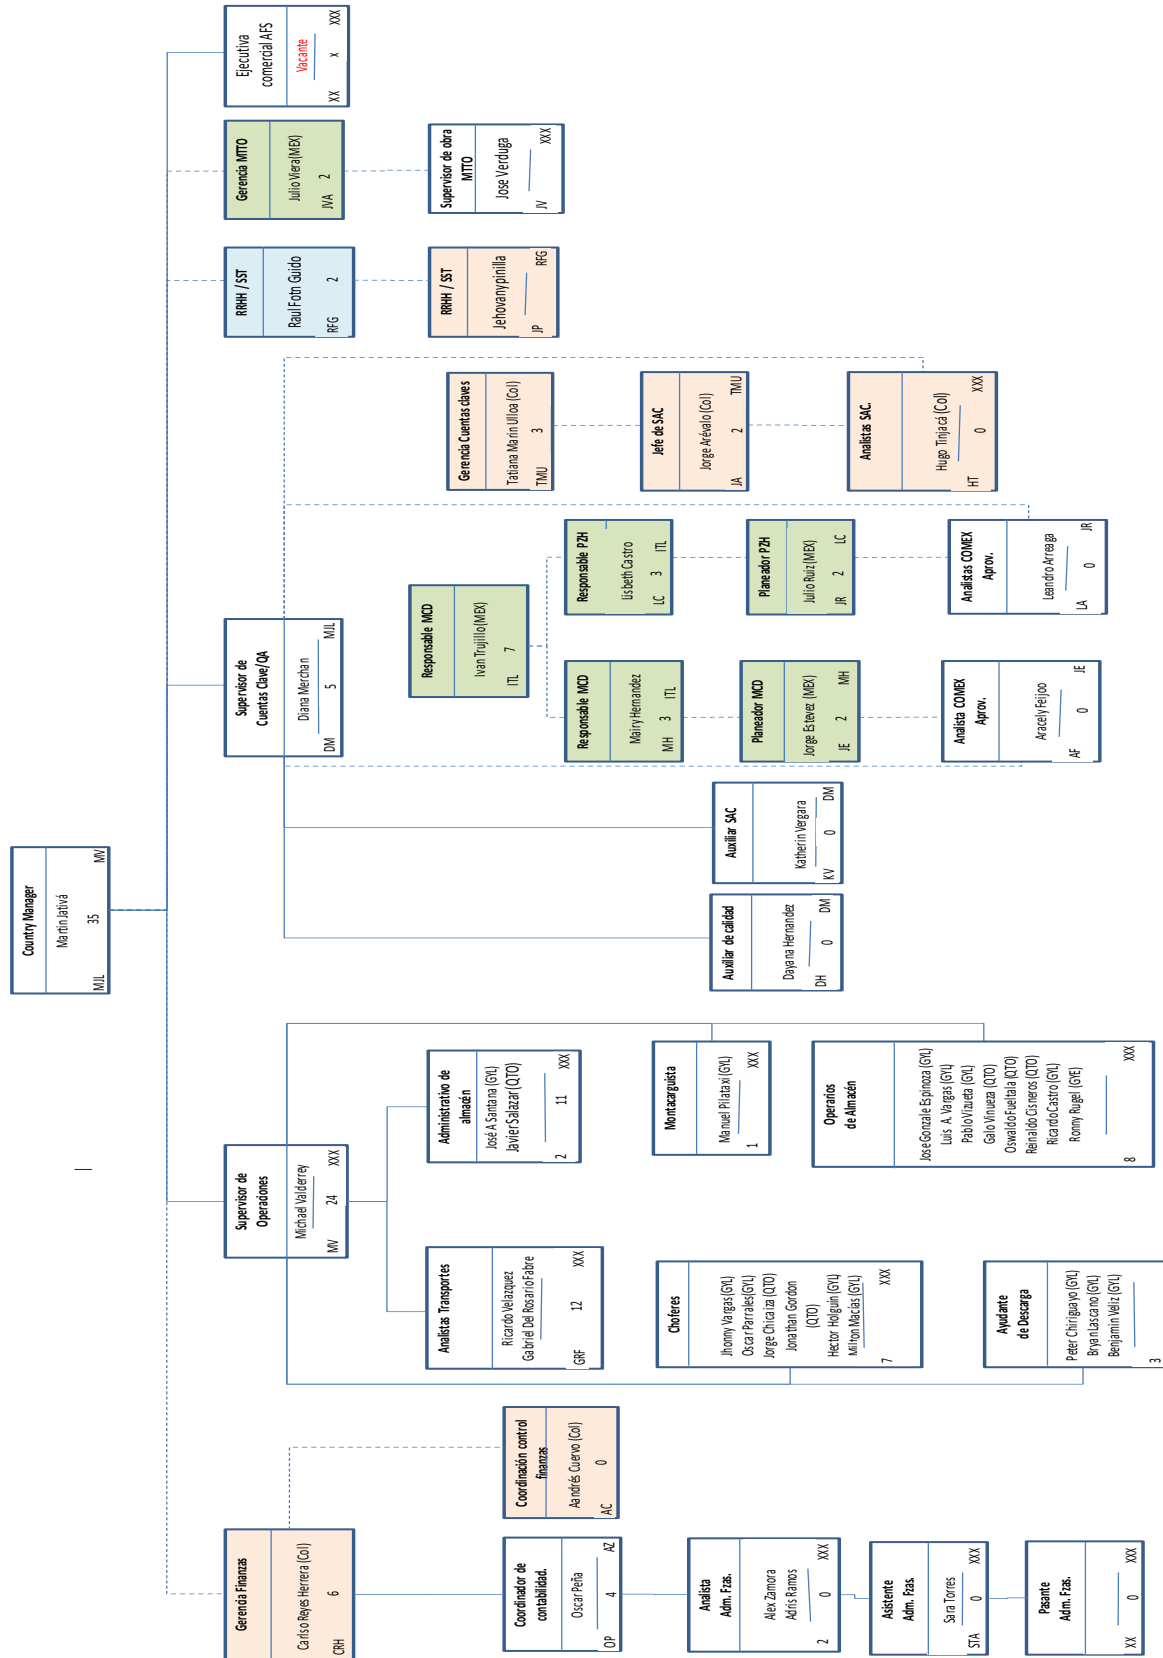 Country Manager
Martin Jativá
MJL 35 MV
Gerencia Finanzas
Carlso Reyes Herrera (Col)
CRH 6
Coordinación control
finanzas
Aandrés Cuervo (Col)
AC 0
Coordinador de
contabilidad.
Oscar Peña
OP 4 AZ
Analista
Adm. Fzas.
Alex Zamora
Adris Ramos
2 0 XXX
Asistente
Adm. Fzas.
Sara Torres
STA 0 XXX
Pasante
Adm. Fzas.
XX 0 XXX
Supervisor de
Operaciones
Michael Valderrey
MV 24 XXX
Analistas Transportes
Ricardo Velazquez
Gabriel Del Rosario Fabre
GRF 12 XXX
Administrativo de
almacén
José A Santana (GYL)
Javier Salazar (QTO)
2 11 XXX
Choferes
Jhonny Vargas (GYL)
Oscar Parrales (GYL)
Jorge Chicaiza (QTO)
Jonathan Gordon
(QTO)
Hector Holguin (GYL)
Milton Macias (GYL)
7 XXX
Montacarguista
Manuel Pilataxi (GYL)
1 XXX
Operarios
de Almacén
Jose Gonzale Espinoza (GYL)
Luis A. Vargas (GYL)
Pablo Vizueta (GYL)
Galo Vinueza (QTO)
Oswaldo Fueltala (QTO)
Reinaldo Cisneros (QTO)
Ricardo Castro (GYL)
Ronny Rugel (GYE)
8 XXX
Ayudante
de Descarga
Peter Chiriguayo (GYL)
Bryan Lascano (GYL)
Benjamin Veliz (GYL)
3
Supervisor de
Cuentas Clave/QA
Diana Merchan
DM 5 MJL
Auxiliar de calidad
Dayana Hernandez
DH 0 DM
Auxiliar SAC
Katherin Vergara
KV 0 DM
Responsable MCD
Ivan Trujillo (MEX)
ITL 7
Responsable MCD
Mairy Hernandez
MH 3 ITL
Planeador MCD
Jorge Estevez (MEX)
JE 2 MH
Analista COMEX
Aprov.
Aracely Feijoo
AF 0 JE
Responsable PZH
Lisbeth Castro
LC 3 ITL
Planeador PZH
Julio Ruiz (MEX)
JR 2 LC
Analistas COMEX
Aprov.
Leandro Arreaga
LA 0 JR
Gerencia Cuentas claves
Tatiana Marin Ulloa (Col)
TMU 3
Jefe de SAC
Jorge Arévalo (Col)
JA 2 TMU
Analistas SAC.
Hugo Tinjacá (Col)
HT 0 XXX
RRHH / SST
Raul Fotn Guido
RFG 2
RRHH / SST
Jehovany pinilla
JP RFG
Gerencia MTTO
Julio Viera (MEX)
JVA 2
Supervisor de obra
MTTO
Jose Verduga
JV XXX
Ejecutiva
comercial AFS
Vacante
XX x XXX